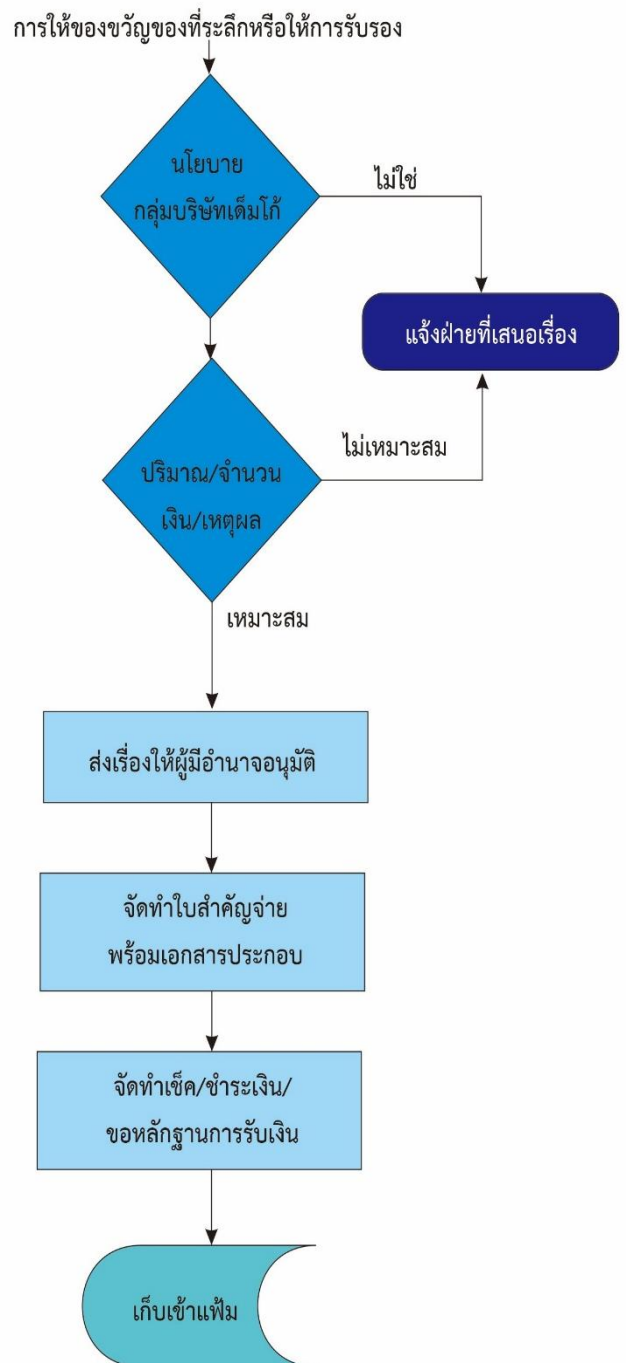 การให้ของขวัญของที่ระลึกหรือให้การรับรอง
นโยบาย
กลุ่มบริษัทเด็มโก้
ไม่ใช่
แจ้งฝ่ายที่เสนอเรื่อง
ปริมาณ/จำนวน
เงิน/เหตุผล
ไม่เหมาะสม
เหมาะสม
ส่งเรื่องให้ผู้มีอำนาจอนุมัติ
จัดทำใบสำคัญจ่าย
พร้อมเอกสารประกอบ
จัดทำเช็ค/ชำระเงิน/
ขอหลักฐานการรับเงิน
เก็บเข้าแฟ้ม